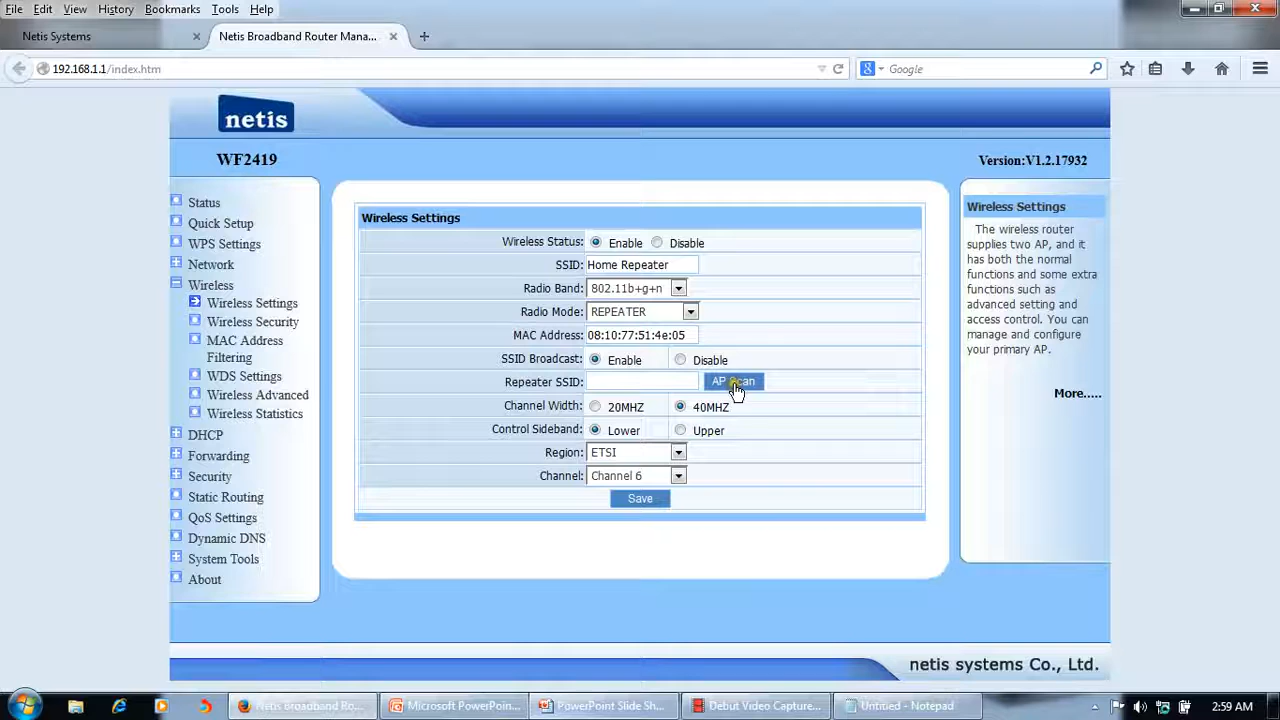 File Edit View History Bookmarks Tools Help
Netis Systems
Netis Broadband Router Mana...
192.168.1.1/index.htm
Google
netis
WF2419
Version:V1.2.17932
Status
Quick Setup
WPS Settings
Network
Wireless
Wireless Settings
Wireless Security
MAC Address
Filtering
WDS Settings
Wireless Advanced
Wireless Statistics
DHCP
Forwarding
Security
Static Routing
QoS Settings
Dynamic DNS
System Tools
About
Wireless Settings
Wireless Status: Enable Disable
SSID: Home Repeater
Radio Band: 802.11b+g+n
Radio Mode: REPEATER
MAC Address: 08:10:77:51:4e:05
SSID Broadcast: Enable Disable
Repeater SSID: AP Scan
Channel Width: 20MHZ 40MHZ
Control Sideband: Lower Upper
Region: ETSI
Channel: Channel 6
Save
Wireless Settings
The wireless router
supplies two AP, and it
has both the normal
functions and some extra
functions such as
advanced setting and
access control. You can
manage and configure
your primary AP.
More.....
netis systems Co., Ltd.
Netis Broadband Ro...
Microsoft PowerPoin...
PowerPoint Slide Sh...
Debut Video Capture...
Untitled - Notepad
2:59 AM